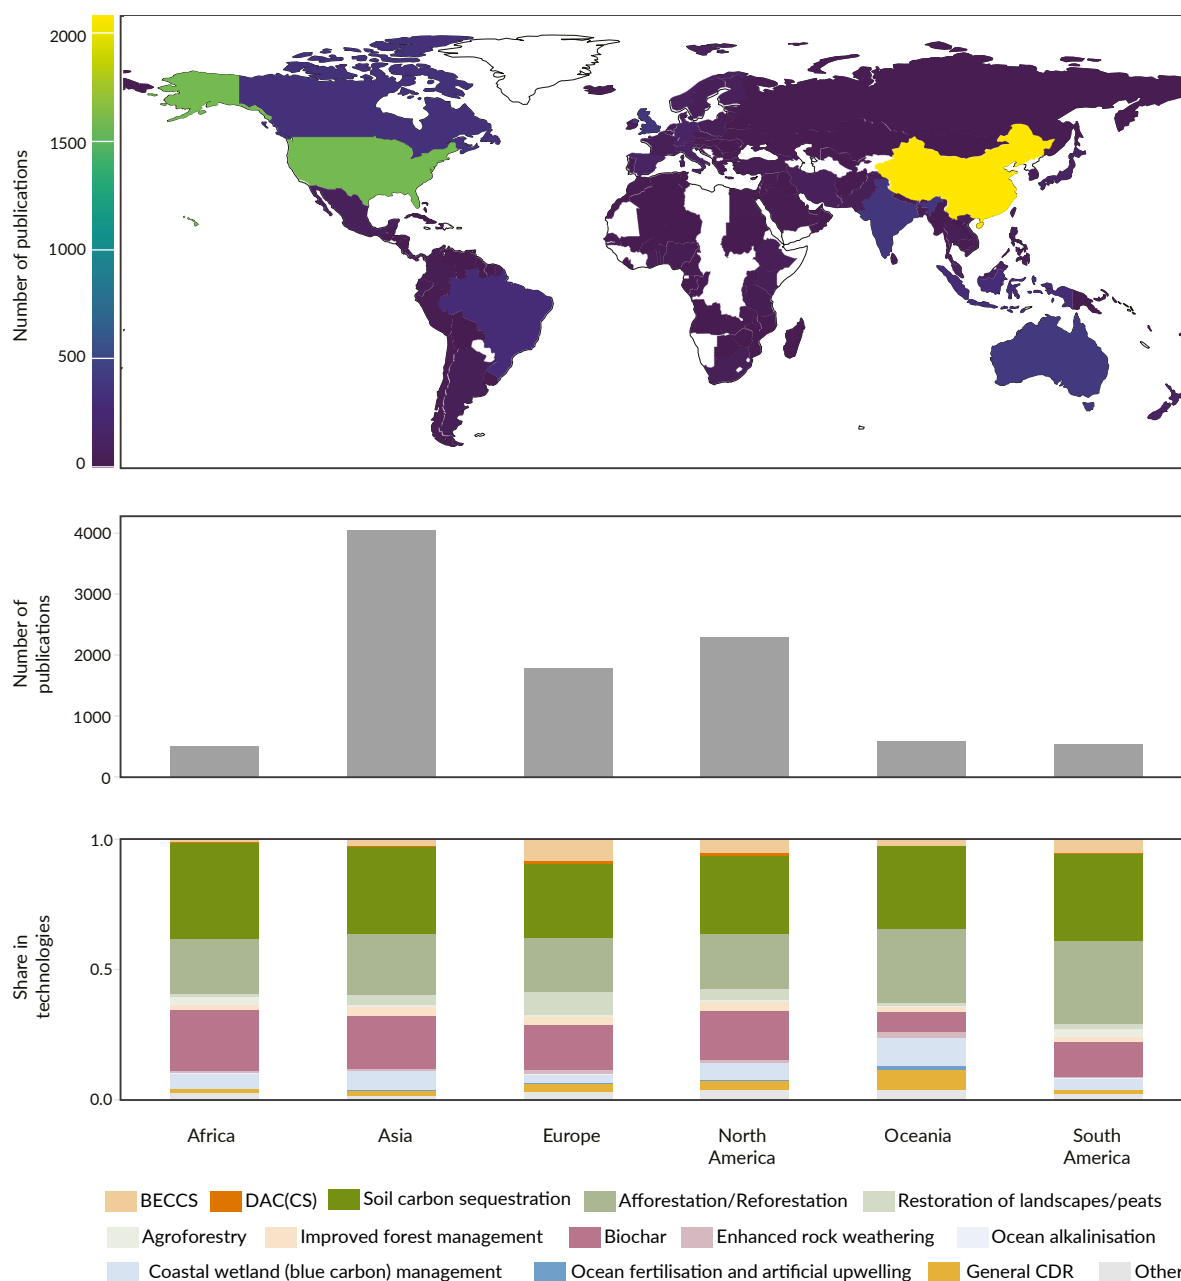 2000
1500
1000
500
0
Number of publications
4000
3000
2000
1000
0
Number of
publications
1.0
0.5
0.0
Share in
technologies
Africa Asia Europe North America Oceania South America
BECCS DAC(CS) Soil carbon sequestration Afforestation/Reforestation Restoration of landscapes/peats
Agroforestry Improved forest management Biochar Enhanced rock weathering Ocean alkalinisation
Coastal wetland (blue carbon) management Ocean fertilisation and artificial upwelling General CDR Other